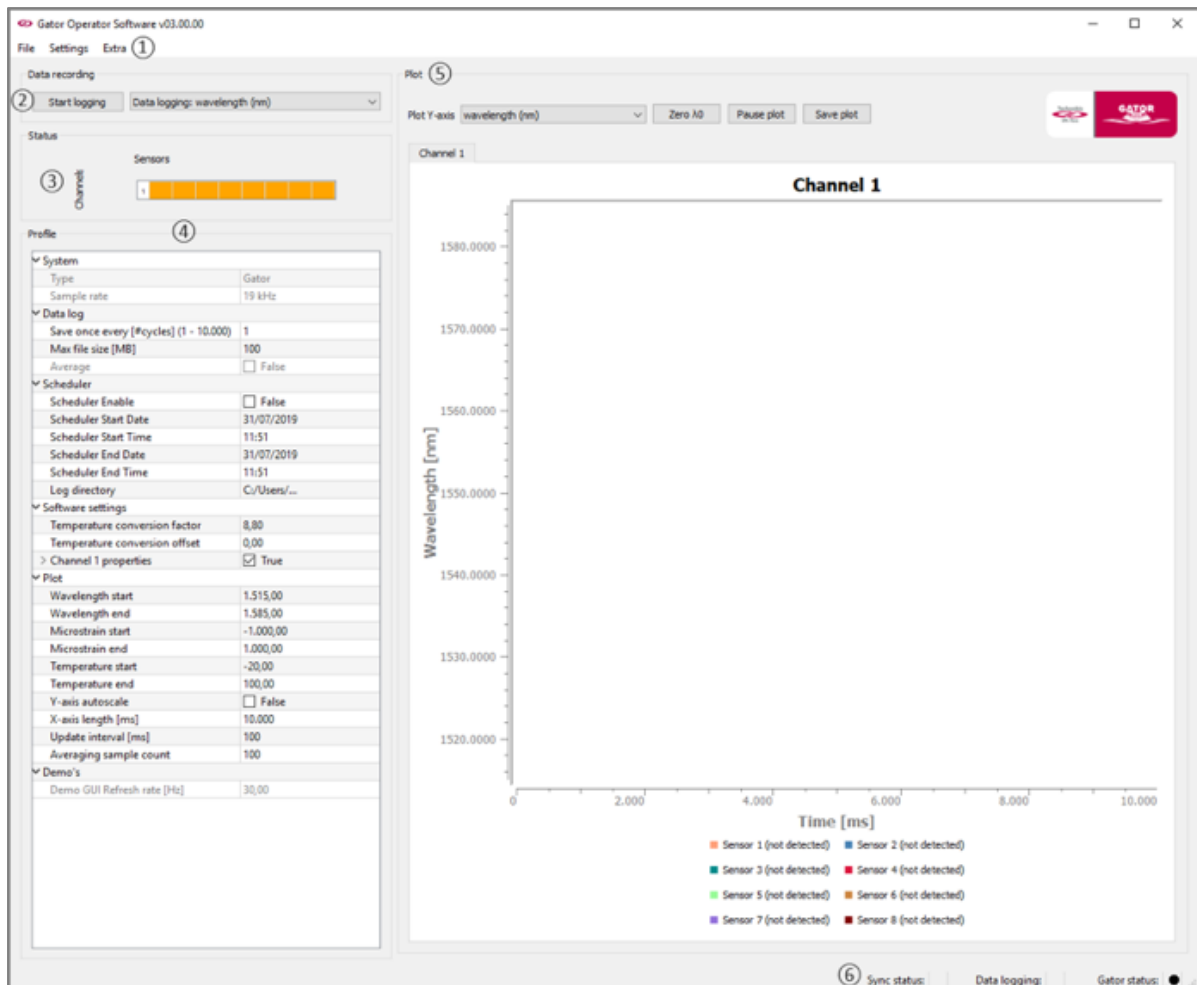 Gator Operator Software v03.00.00
File Settings Extra ①
Data recording
② Start logging Data logging: wavelength (nm)
Status
Sensors
③ Channels
1
④
Profile
System
Type Gator
Sample rate 19 kHz
Data log
Save once every [#cycles] (1 - 10.000) 1
Max file size [MB] 100
Average False
Scheduler
Scheduler Enable False
Scheduler Start Date 31/07/2019
Scheduler Start Time 11:51
Scheduler End Date 31/07/2019
Scheduler End Time 11:51
Log directory C:/Users/...
Software settings
Temperature conversion factor 8,80
Temperature conversion offset 0,00
Channel 1 properties True
Plot
Wavelength start 1.515,00
Wavelength end 1.585,00
Microstrain start -1.000,00
Microstrain end 1.000,00
Temperature start -20,00
Temperature end 100,00
Y-axis autoscale False
X-axis length [ms] 10.000
Update interval [ms] 100
Averaging sample count 100
Demo's
Demo GUI Refresh rate [Hz] 30,00
Plot ⑤
Plot Y-axis wavelength (nm) Zero λ0 Pause plot Save plot
GATOR
Channel 1
Channel 1
Wavelength [nm]
1580.0000
1570.0000
1560.0000
1550.0000
1540.0000
1530.0000
1520.0000
0 2.000 4.000 6.000 8.000 10.000
Time [ms]
Sensor 1 (not detected) Sensor 2 (not detected)
Sensor 3 (not detected) Sensor 4 (not detected)
Sensor 5 (not detected) Sensor 6 (not detected)
Sensor 7 (not detected) Sensor 8 (not detected)
⑥ Sync status: Data logging: Gator status: